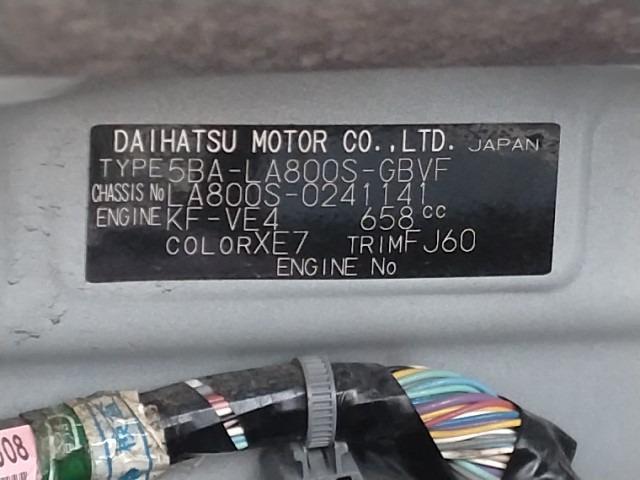 DAIHATSU MOTOR CO.,LTD. JAPAN
TYPE 5BA-LA800S-GBVF
CHASSIS No LA800S-0241141
ENGINE KF-VE4 658 cc
COLOR XE7 TRIM FJ60
ENGINE No
008